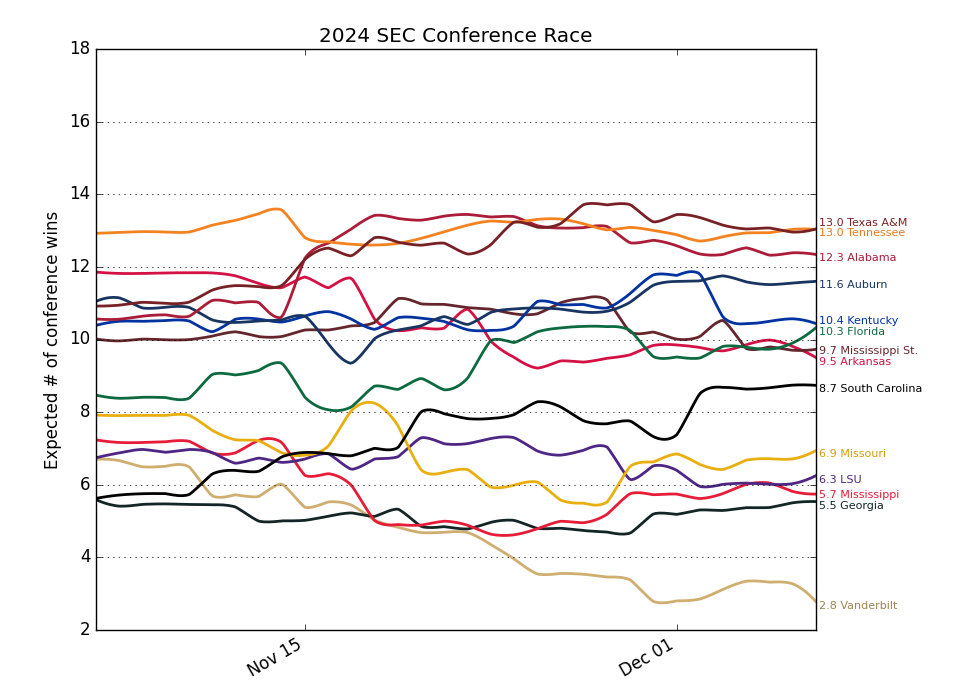 2024 SEC Conference Race
Expected # of conference wins
18
16
14
12
10
8
6
4
2
Nov 15
Dec 01
13.0 Texas A&M
13.0 Tennessee
12.3 Alabama
11.6 Auburn
10.4 Kentucky
10.3 Florida
9.7 Mississippi St.
9.5 Arkansas
8.7 South Carolina
6.9 Missouri
6.3 LSU
5.7 Mississippi
5.5 Georgia
2.8 Vanderbilt